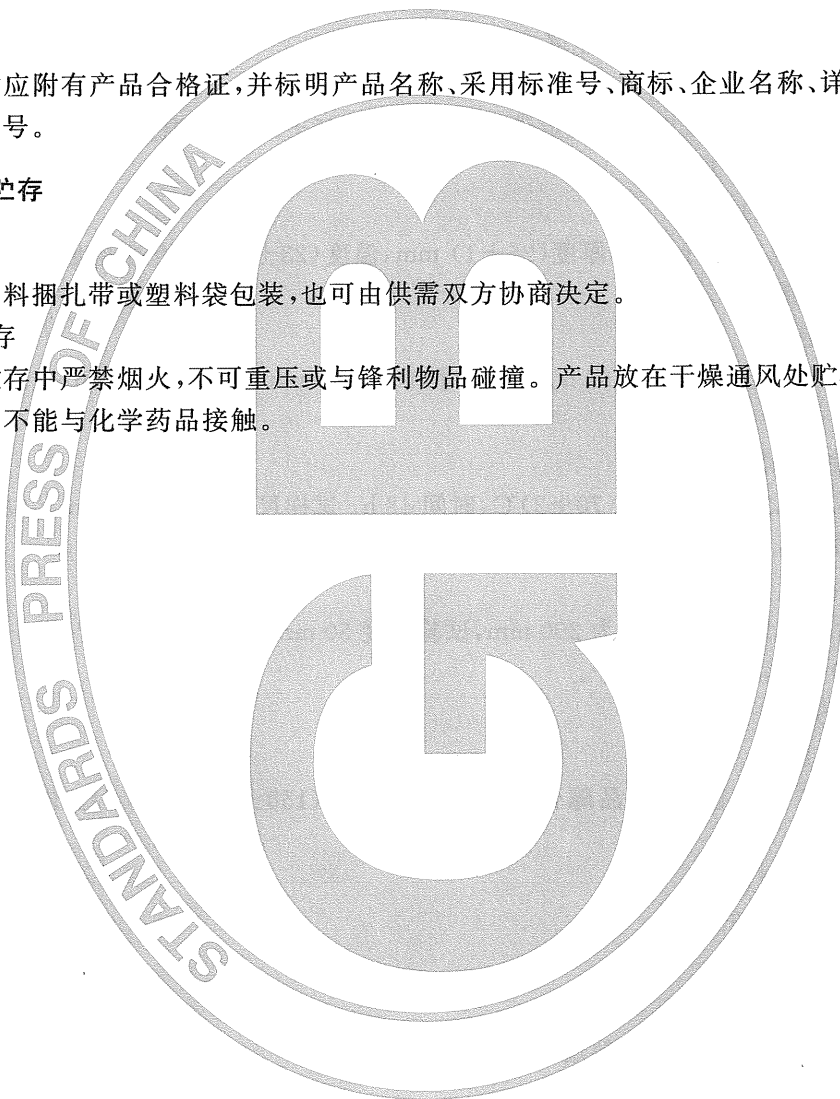 应附有产品合格证,并标明产品名称、采用标准号、商标、企业名称、详
号。
贮存
料捆扎带或塑料袋包装,也可由供需双方协商决定。
存
存中严禁烟火,不可重压或与锋利物品碰撞。产品放在干燥通风处贮
不能与化学药品接触。
STANDARDS PRESS OF CHINA
GB